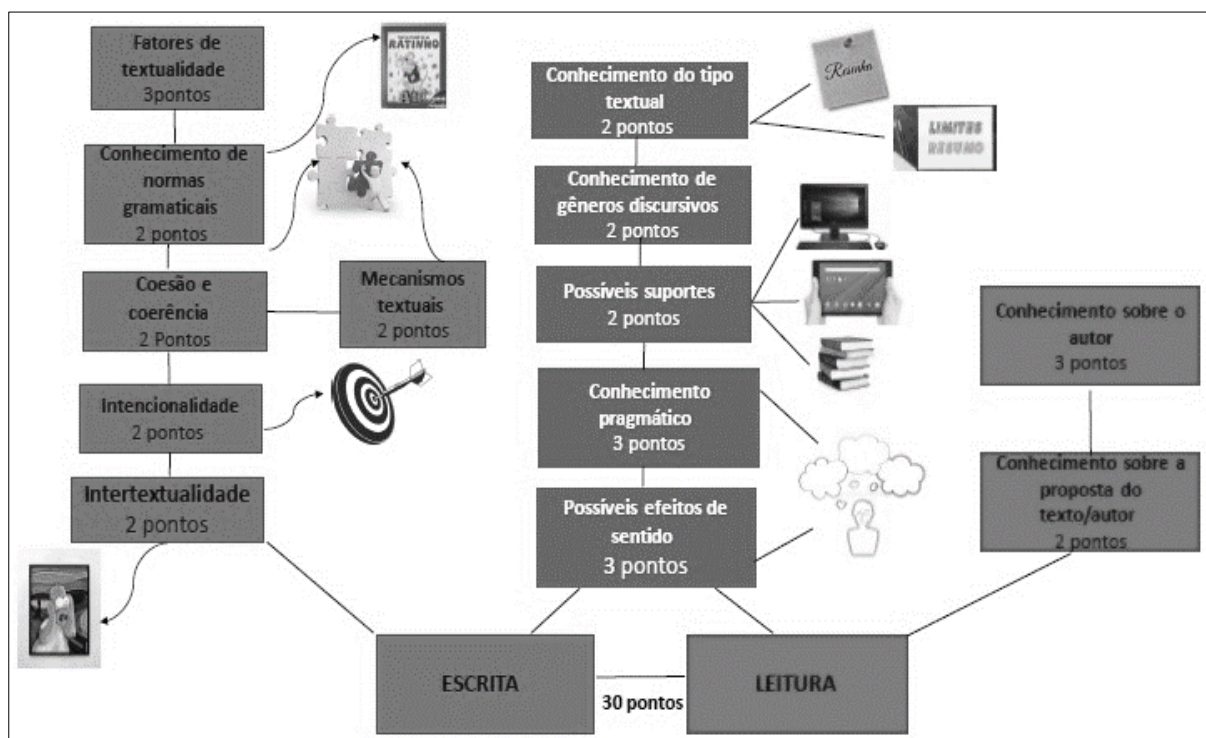 Fatores de
textualidade
3pontos
Conhecimento de
normas
gramaticais
2 pontos
Coesão e
coerência
2 Pontos
Mecanismos
textuais
2 pontos
Intencionalidade
2 pontos
Intertextualidade
2 pontos
RATINHO
Conhecimento do tipo
textual
2 pontos
Resenha
LIMITES
RESUMO
Conhecimento de
gêneros discursivos
2 pontos
Possíveis suportes
2 pontos
Conhecimento
pragmático
3 pontos
Possíveis efeitos de
sentido
3 pontos
Conhecimento sobre o
autor
3 pontos
Conhecimento sobre a
proposta do
texto/autor
2 pontos
ESCRITA
30 pontos
LEITURA